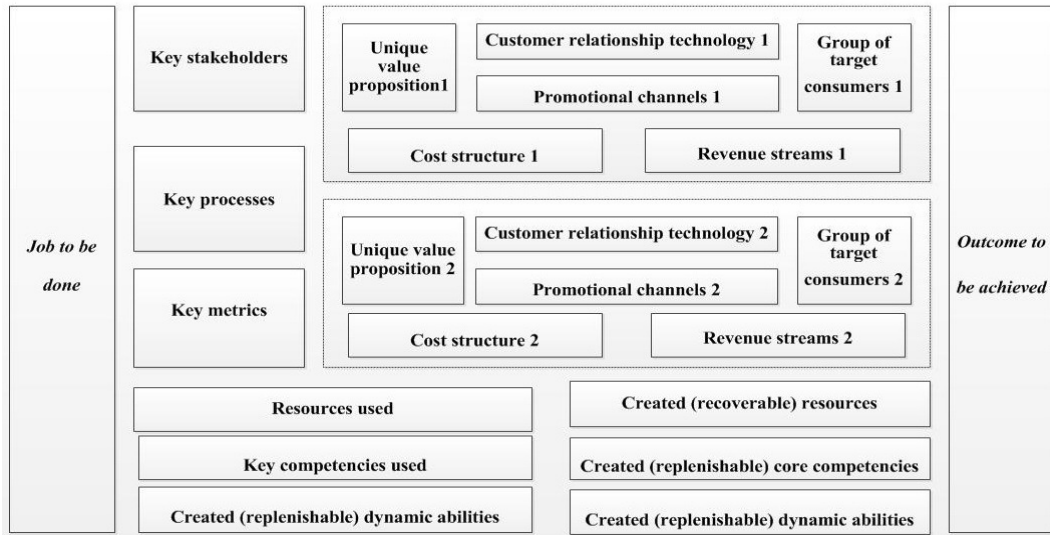 Job to be
done
Key stakeholders
Key processes
Key metrics
Unique
value
proposition1
Customer relationship technology 1
Promotional channels 1
Group of
target
consumers 1
Cost structure 1
Revenue streams 1
Unique value
proposition 2
Customer relationship technology 2
Promotional channels 2
Group of
target
consumers 2
Cost structure 2
Revenue streams 2
Resources used
Created (recoverable) resources
Key competencies used
Created (replenishable) core competencies
Created (replenishable) dynamic abilities
Created (replenishable) dynamic abilities
Outcome to
be achieved